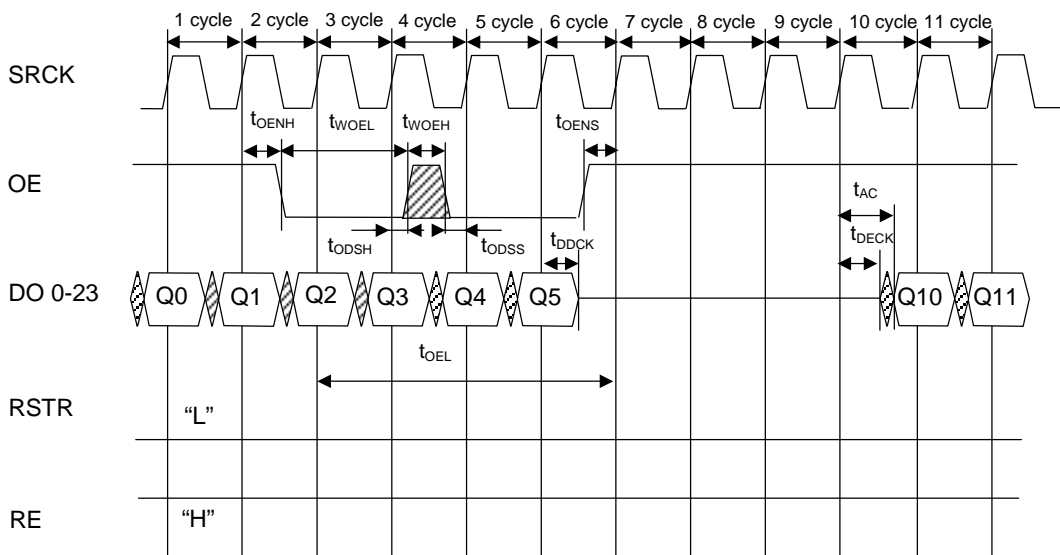 1 cycle 2 cycle 3 cycle 4 cycle 5 cycle 6 cycle 7 cycle 8 cycle 9 cycle 10 cycle 11 cycle
SRCK
tOENH tWOEL tWOEH tOENS
OE
tAC
tODSH tODSS tDDCK tDECK
DO 0-23 Q0 Q1 Q2 Q3 Q4 Q5 Q10 Q11
tOEL
RSTR “L”
RE “H”